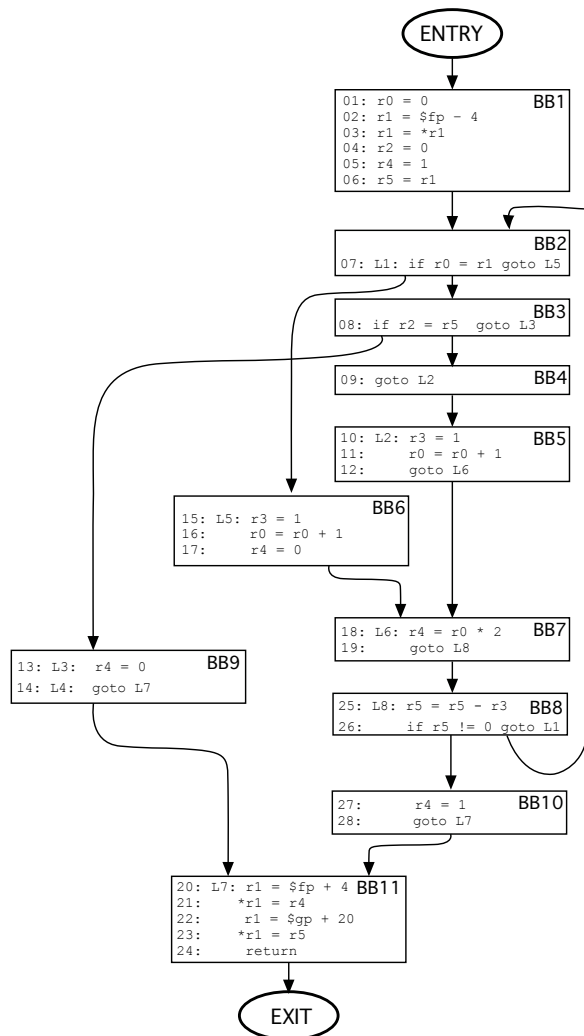 ENTRY
BB1
01: r0 = 0
02: r1 = $fp - 4
03: r1 = *r1
04: r2 = 0
05: r4 = 1
06: r5 = r1
BB2
07: L1: if r0 = r1 goto L5
BB3
08: if r2 = r5 goto L3
BB4
09: goto L2
BB5
10: L2: r3 = 1
11: r0 = r0 + 1
12: goto L6
BB6
15: L5: r3 = 1
16: r0 = r0 + 1
17: r4 = 0
BB7
18: L6: r4 = r0 * 2
19: goto L8
BB9
13: L3: r4 = 0
14: L4: goto L7
BB8
25: L8: r5 = r5 - r3
26: if r5 != 0 goto L1
BB10
27: r4 = 1
28: goto L7
BB11
20: L7: r1 = $fp + 4
21: *r1 = r4
22: r1 = $gp + 20
23: *r1 = r5
24: return
EXIT